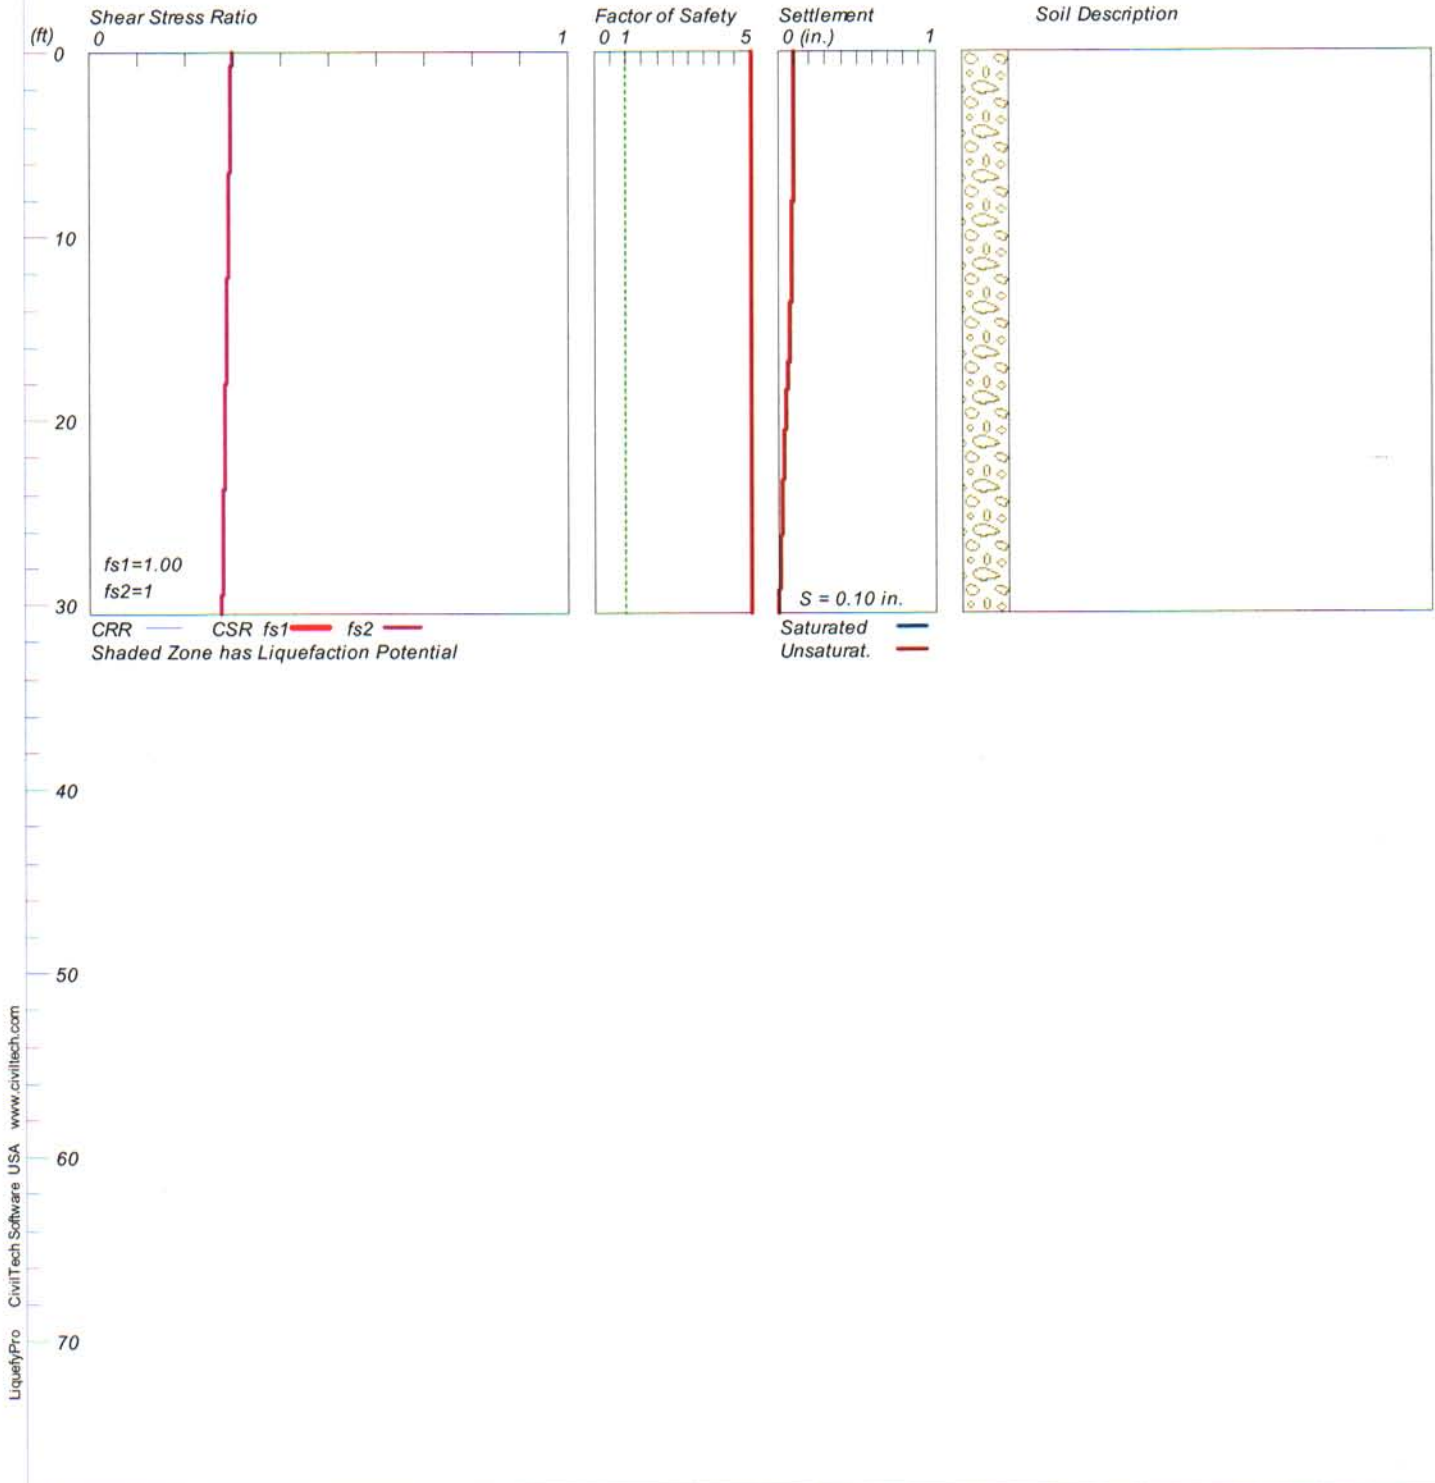 Shear Stress Ratio
Factor of Safety
Settlement
Soil Description
(ft)
0
1
0 1
5
0 (in.)
1
0
10
20
30
40
50
60
70
fs1=1.00
fs2=1
S = 0.10 in.
CRR
CSR fs1
fs2
Shaded Zone has Liquefaction Potential
Saturated
Unsaturat.
LiquefyPro CivilTech Software USA www.civiltech.com